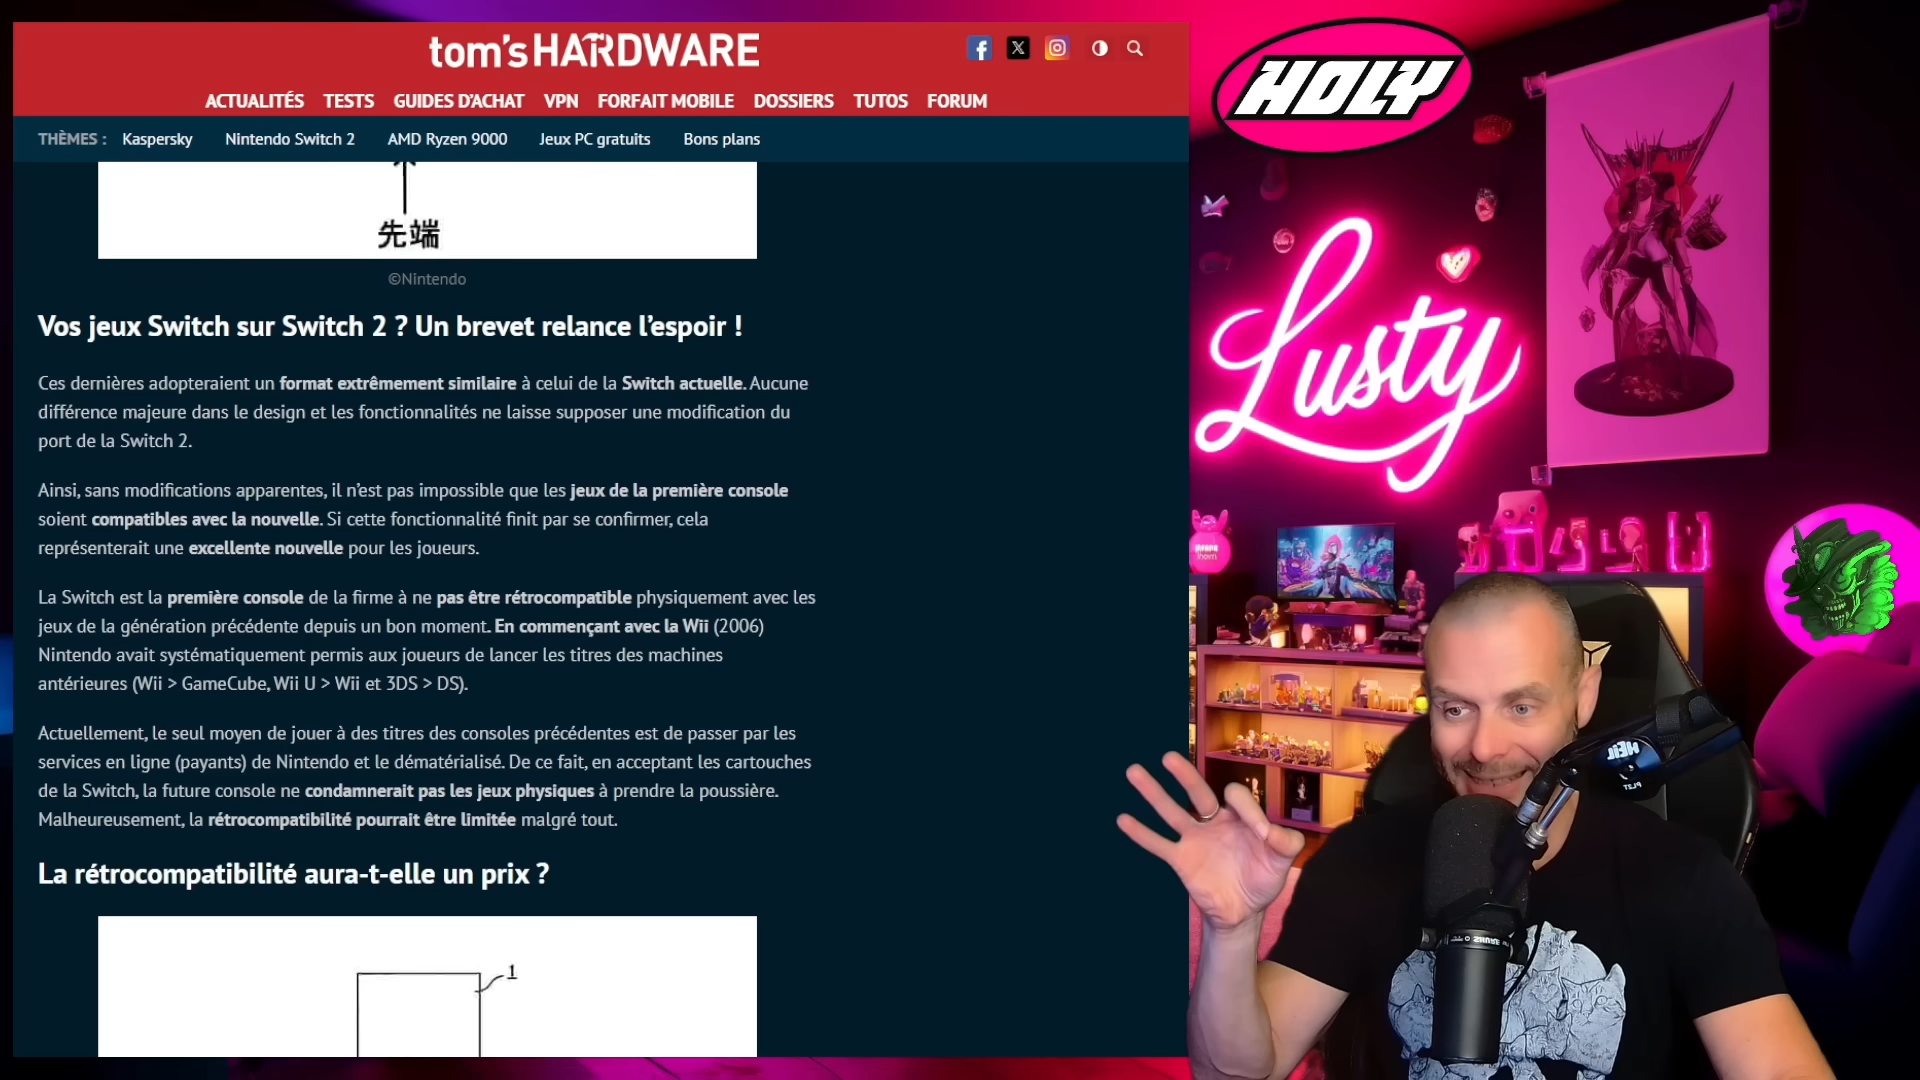 tom's HARDWARE
ACTUALITÉS TESTS GUIDES D'ACHAT VPN FORFAIT MOBILE DOSSIERS TUTOS FORUM
THÈMES : Kaspersky Nintendo Switch 2 AMD Ryzen 9000 Jeux PC gratuits Bons plans
先端
©Nintendo
Vos jeux Switch sur Switch 2 ? Un brevet relance l'espoir !
Ces dernières adopteraient un format extrêmement similaire à celui de la Switch actuelle. Aucune
différence majeure dans le design et les fonctionnalités ne laisse supposer une modification du
port de la Switch 2.
Ainsi, sans modifications apparentes, il n'est pas impossible que les jeux de la première console
soient compatibles avec la nouvelle. Si cette fonctionnalité finit par se confirmer, cela
représenterait une excellente nouvelle pour les joueurs.
La Switch est la première console de la firme à ne pas être rétrocompatible physiquement avec les
jeux de la génération précédente depuis un bon moment. En commençant avec la Wii (2006)
Nintendo avait systématiquement permis aux joueurs de lancer les titres des machines
antérieures (Wii > GameCube, Wii U > Wii et 3DS > DS).
Actuellement, le seul moyen de jouer à des titres des consoles précédentes est de passer par les
services en ligne (payants) de Nintendo et le dématérialisé. De ce fait, en acceptant les cartouches
de la Switch, la future console ne condamnerait pas les jeux physiques à prendre la poussière.
Malheureusement, la rétrocompatibilité pourrait être limitée malgré tout.
La rétrocompatibilité aura-t-elle un prix ?
1
HOLY
Lusty
HEIL
SHURE